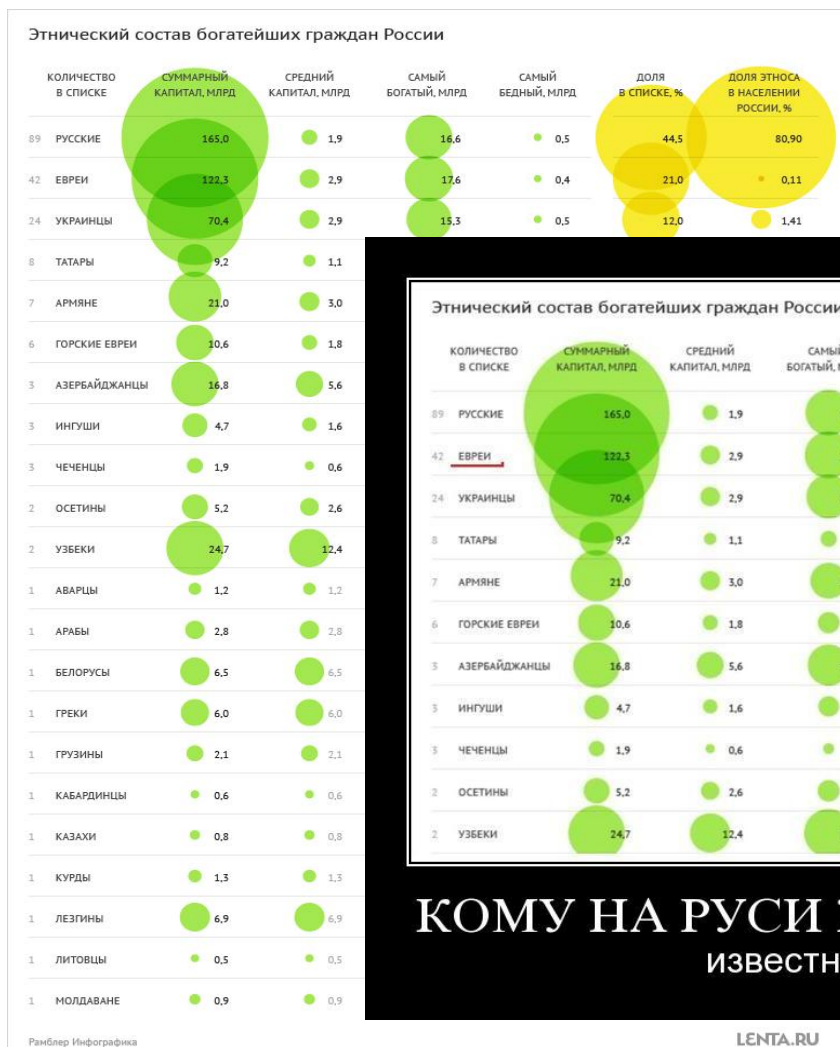 Этнический состав богатейших граждан России
КОЛИЧЕСТВО В СПИСКЕ СУММАРНЫЙ КАПИТАЛ, МЛРД СРЕДНИЙ КАПИТАЛ, МЛРД САМЫЙ БОГАТЫЙ, МЛРД САМЫЙ БЕДНЫЙ, МЛРД ДОЛЯ В СПИСКЕ, % ДОЛЯ ЭТНОСА В НАСЕЛЕНИИ РОССИИ, %
89 РУССКИЕ 165,0 1,9 16,6 0,5 44,5 80,90
42 ЕВРЕИ 122,3 2,9 17,6 0,4 21,0 0,11
24 УКРАИНЦЫ 70,4 2,9 15,3 0,5 12,0 1,41
8 ТАТАРЫ 9,2 1,1
7 АРМЯНЕ 21,0 3,0
6 ГОРСКИЕ ЕВРЕИ 10,6 1,8
3 АЗЕРБАЙДЖАНЦЫ 16,8 5,6
3 ИНГУШИ 4,7 1,6
3 ЧЕЧЕНЦЫ 1,9 0,6
2 ОСЕТИНЫ 5,2 2,6
2 УЗБЕКИ 24,7 12,4
1 АВАРЦЫ 1,2 1,2
1 АРАБЫ 2,8 2,8
1 БЕЛОРУСЫ 6,5 6,5
1 ГРЕКИ 6,0 6,0
1 ГРУЗИНЫ 2,1 2,1
1 КАБАРДИНЦЫ 0,6 0,6
1 КАЗАХИ 0,8 0,8
1 КУРДЫ 1,3 1,3
1 ЛЕЗГИНЫ 6,9 6,9
1 ЛИТОВЦЫ 0,5 0,5
1 МОЛДАВАНЕ 0,9 0,9
Рамблер Инфографика
LENTA.RU
Этнический состав богатейших граждан России
КОЛИЧЕСТВО В СПИСКЕ СУММАРНЫЙ КАПИТАЛ, МЛРД СРЕДНИЙ КАПИТАЛ, МЛРД САМЫЙ БОГАТЫЙ,
89 РУССКИЕ 165,0 1,9
42 ЕВРЕИ 122,3 2,9
24 УКРАИНЦЫ 70,4 2,9
8 ТАТАРЫ 9,2 1,1
7 АРМЯНЕ 21,0 3,0
6 ГОРСКИЕ ЕВРЕИ 10,6 1,8
3 АЗЕРБАЙДЖАНЦЫ 16,8 5,6
3 ИНГУШИ 4,7 1,6
3 ЧЕЧЕНЦЫ 1,9 0,6
2 ОСЕТИНЫ 5,2 2,6
2 УЗБЕКИ 24,7 12,4
КОМУ НА РУСИ
известн